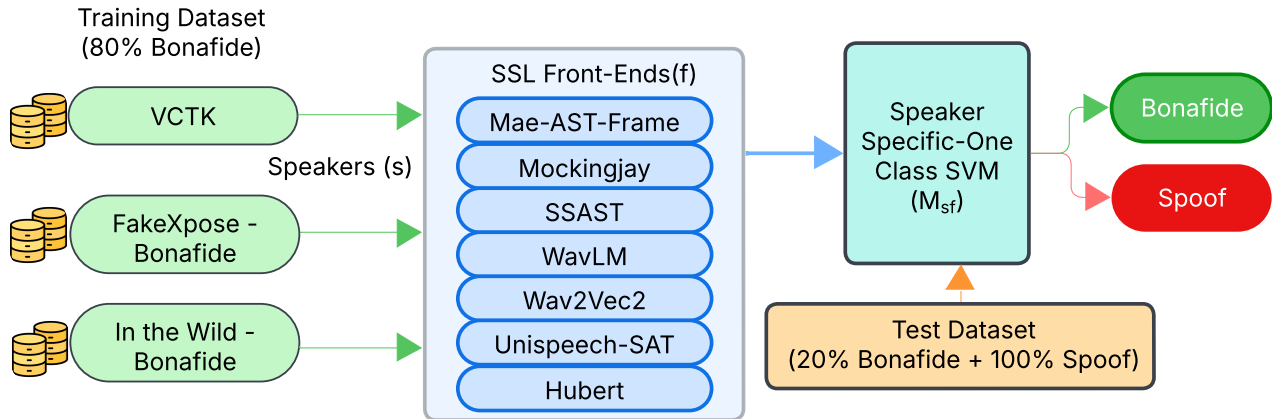 Training Dataset
(80% Bonafide)
VCTK
Speakers (s)
FakeXpose -
Bonafide
In the Wild -
Bonafide
SSL Front-Ends(f)
Mae-AST-Frame
Mockingjay
SSAST
WavLM
Wav2Vec2
Unispeech-SAT
Hubert
Speaker
Specific-One
Class SVM
(Msf)
Bonafide
Spoof
Test Dataset
(20% Bonafide + 100% Spoof)